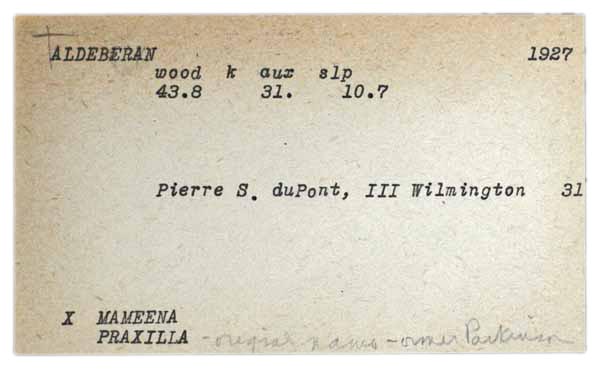 ALDEBERAN 1927
wood k aux slp
43.8 31. 10.7
Pierre S. duPont, III Wilmington 31
X MAMEENA
PRAXILLA - original name - owner Parkinson